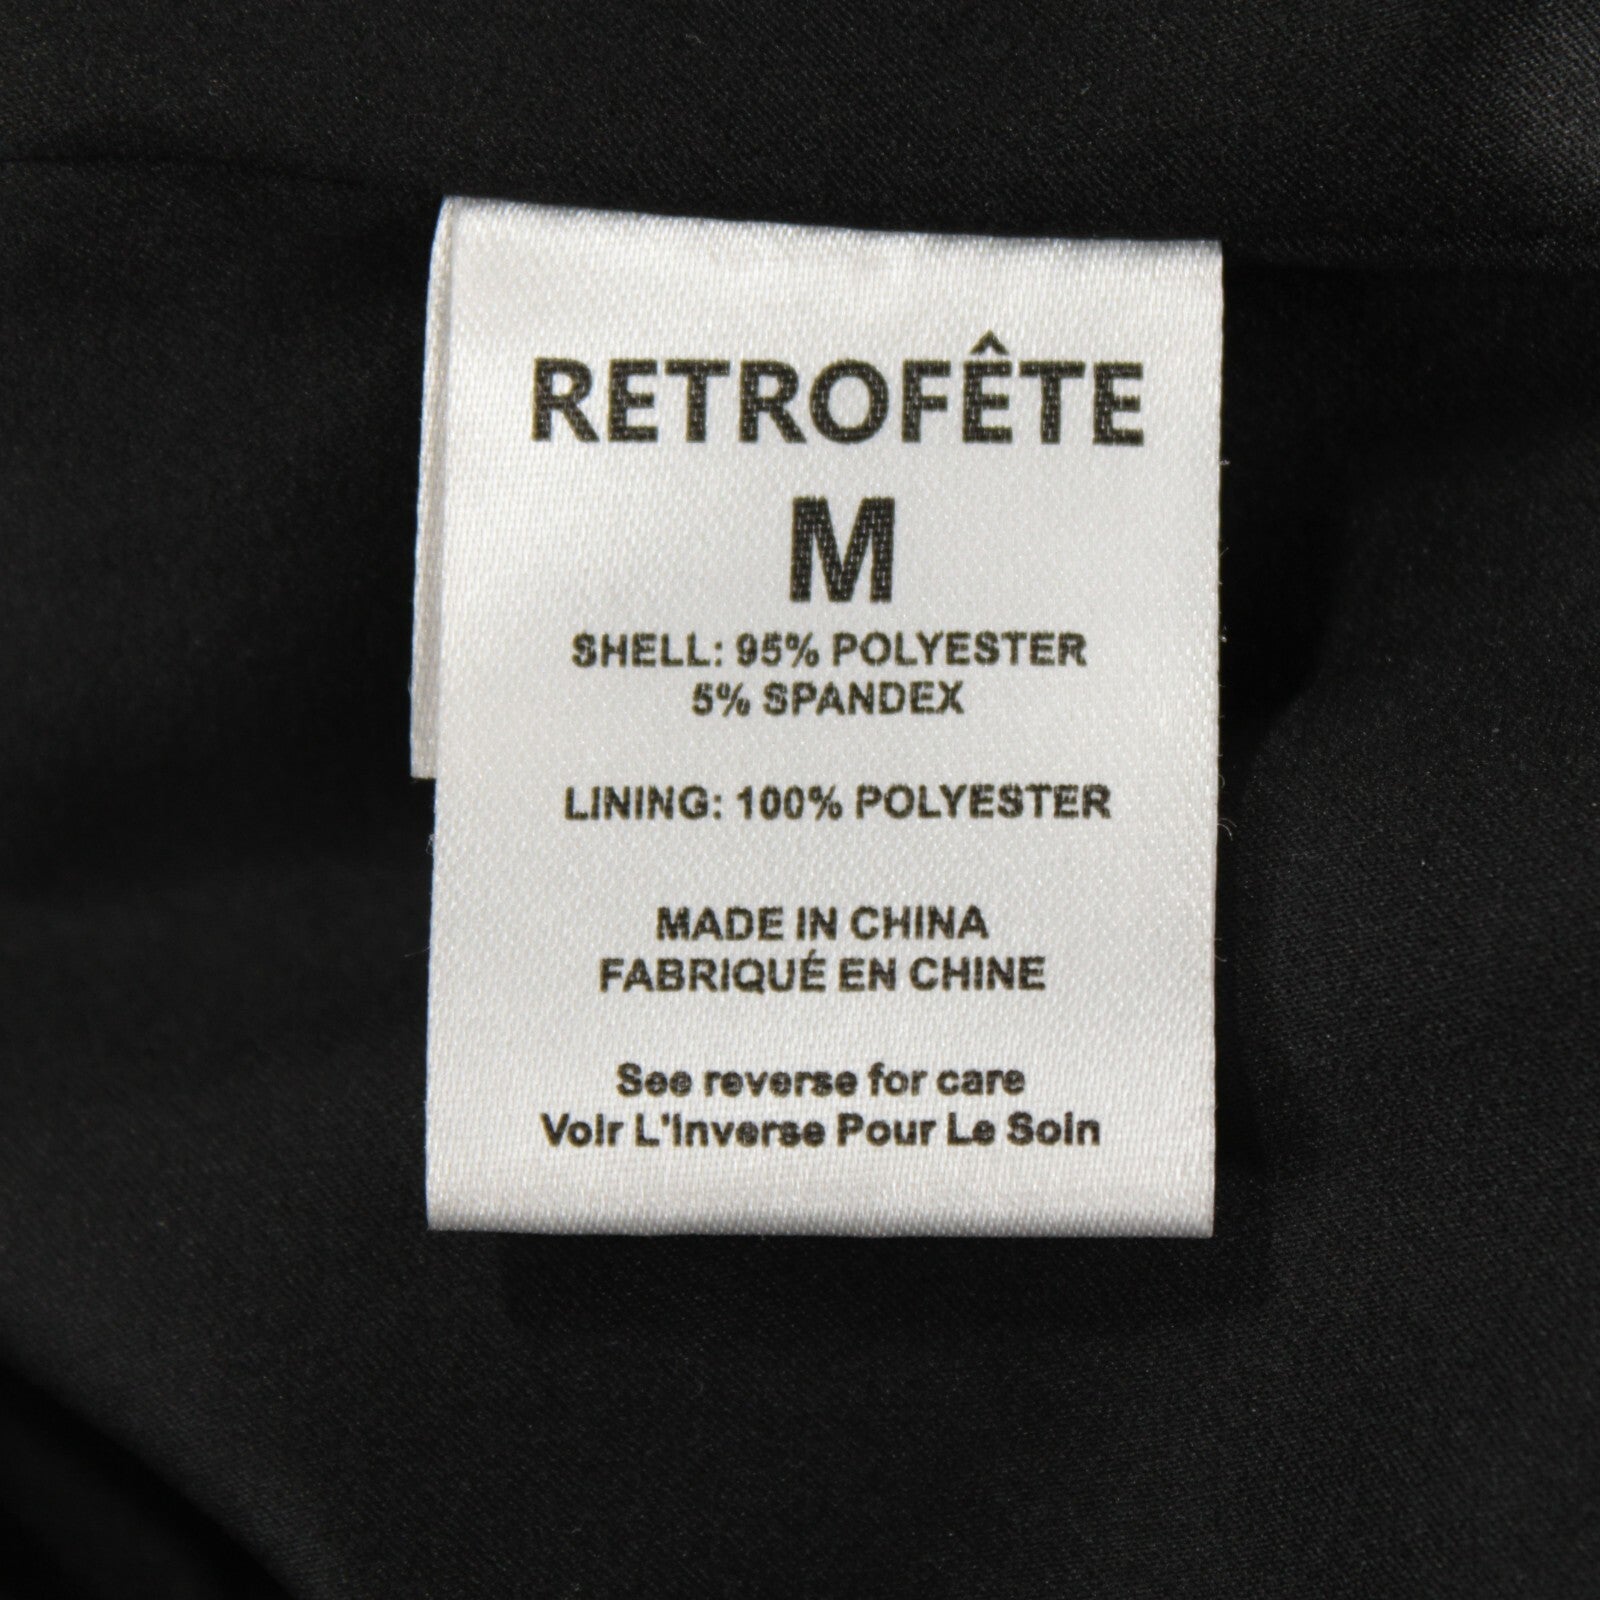 RETROFÊTE
M
SHELL: 95% POLYESTER
5% SPANDEX
LINING: 100% POLYESTER
MADE IN CHINA
FABRIQUÉ EN CHINE
See reverse for care
Voir L'Inverse Pour Le Soin